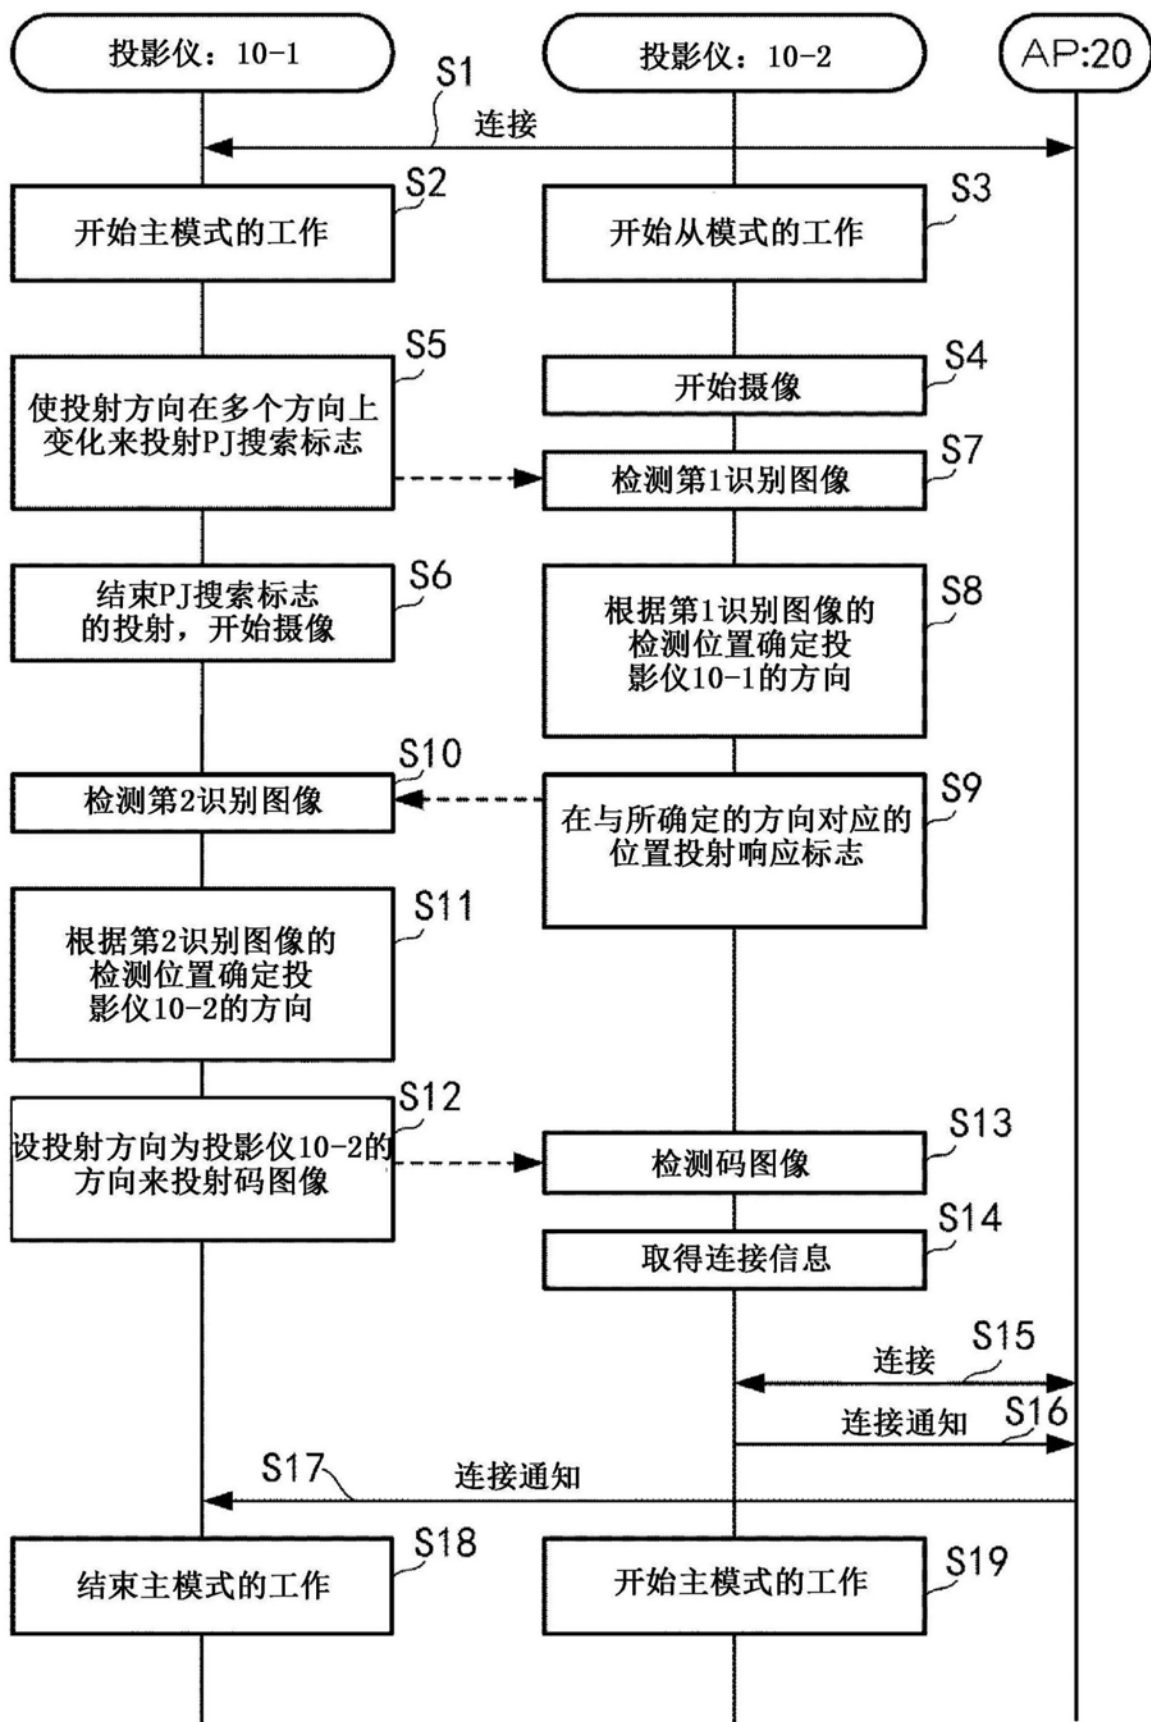 投影仪：10-1
投影仪：10-2
AP:20
S1
连接
S2
开始主模式的工作
S3
开始从模式的工作
S5
使投射方向在多个方向上
变化来投射PJ搜索标志
S4
开始摄像
S7
检测第1识别图像
S6
结束PJ搜索标志
的投射，开始摄像
S8
根据第1识别图像的
检测位置确定投
影仪10-1的方向
S10
检测第2识别图像
S9
在与所确定的方向对应的
位置投射响应标志
S11
根据第2识别图像的
检测位置确定投
影仪10-2的方向
S12
设投射方向为投影仪10-2的
方向来投射码图像
S13
检测码图像
S14
取得连接信息
S15
连接
S16
连接通知
S17
连接通知
S18
结束主模式的工作
S19
开始主模式的工作